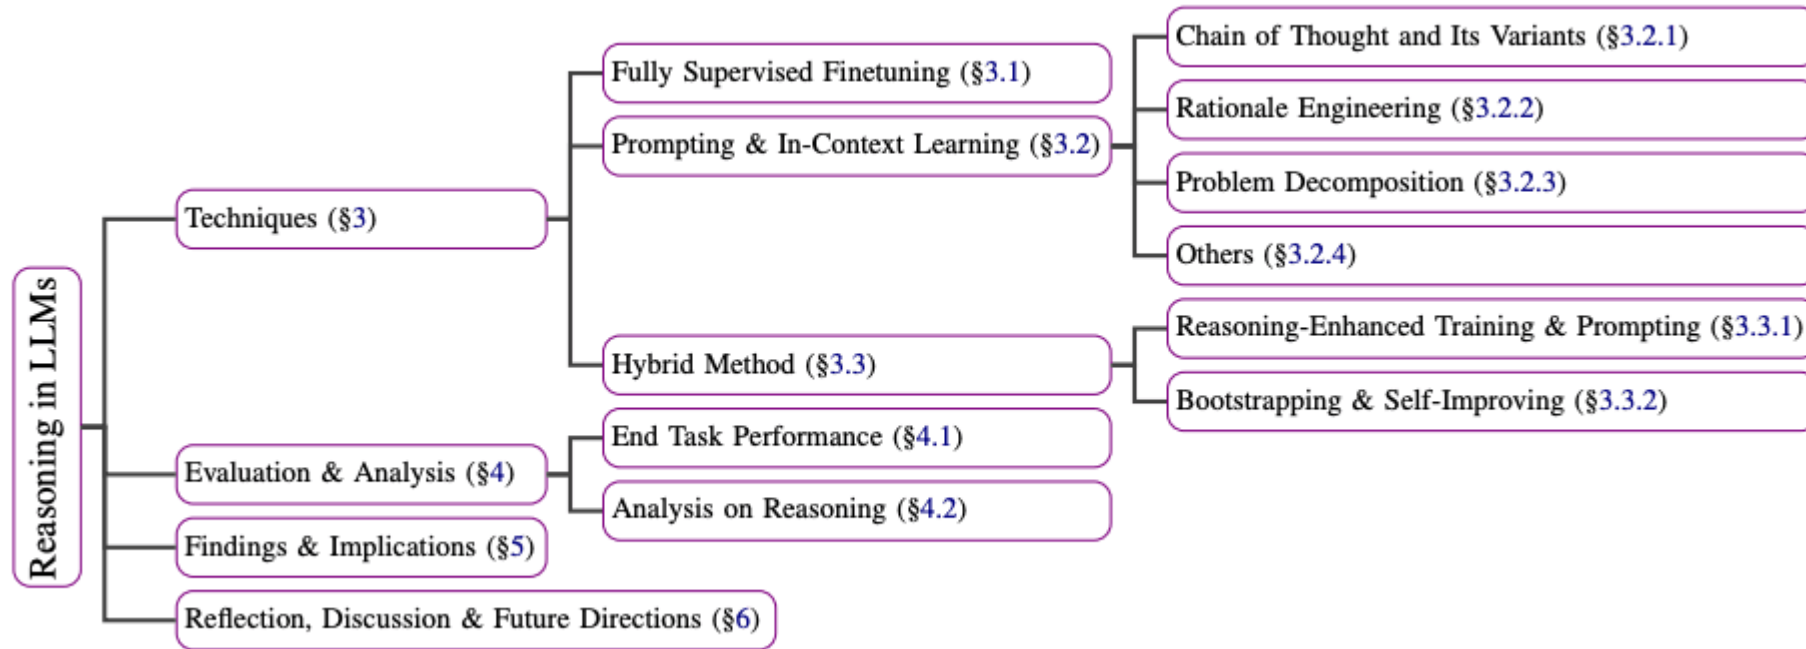 Reasoning in LLMs
Techniques (§3)
Fully Supervised Finetuning (§3.1)
Prompting & In-Context Learning (§3.2)
Chain of Thought and Its Variants (§3.2.1)
Rationale Engineering (§3.2.2)
Problem Decomposition (§3.2.3)
Others (§3.2.4)
Hybrid Method (§3.3)
Reasoning-Enhanced Training & Prompting (§3.3.1)
Bootstrapping & Self-Improving (§3.3.2)
Evaluation & Analysis (§4)
End Task Performance (§4.1)
Analysis on Reasoning (§4.2)
Findings & Implications (§5)
Reflection, Discussion & Future Directions (§6)